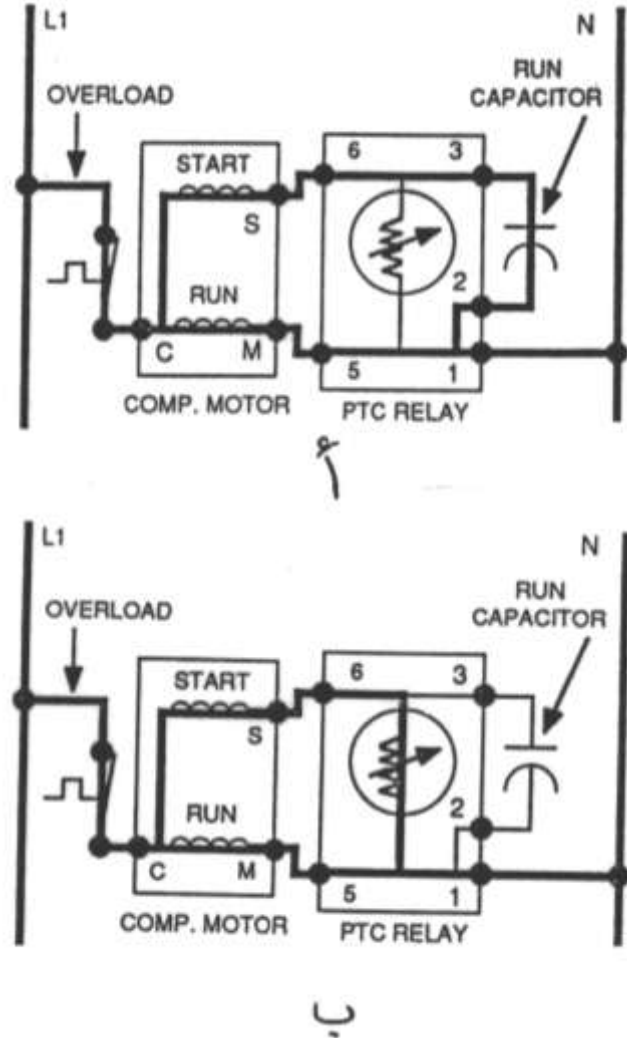 L1
N
OVERLOAD
RUN
CAPACITOR
START
6
3
S
RUN
2
C
M
5
1
COMP. MOTOR
PTC RELAY
L1
N
OVERLOAD
RUN
CAPACITOR
START
6
3
S
RUN
2
C
M
5
1
COMP. MOTOR
PTC RELAY
ب